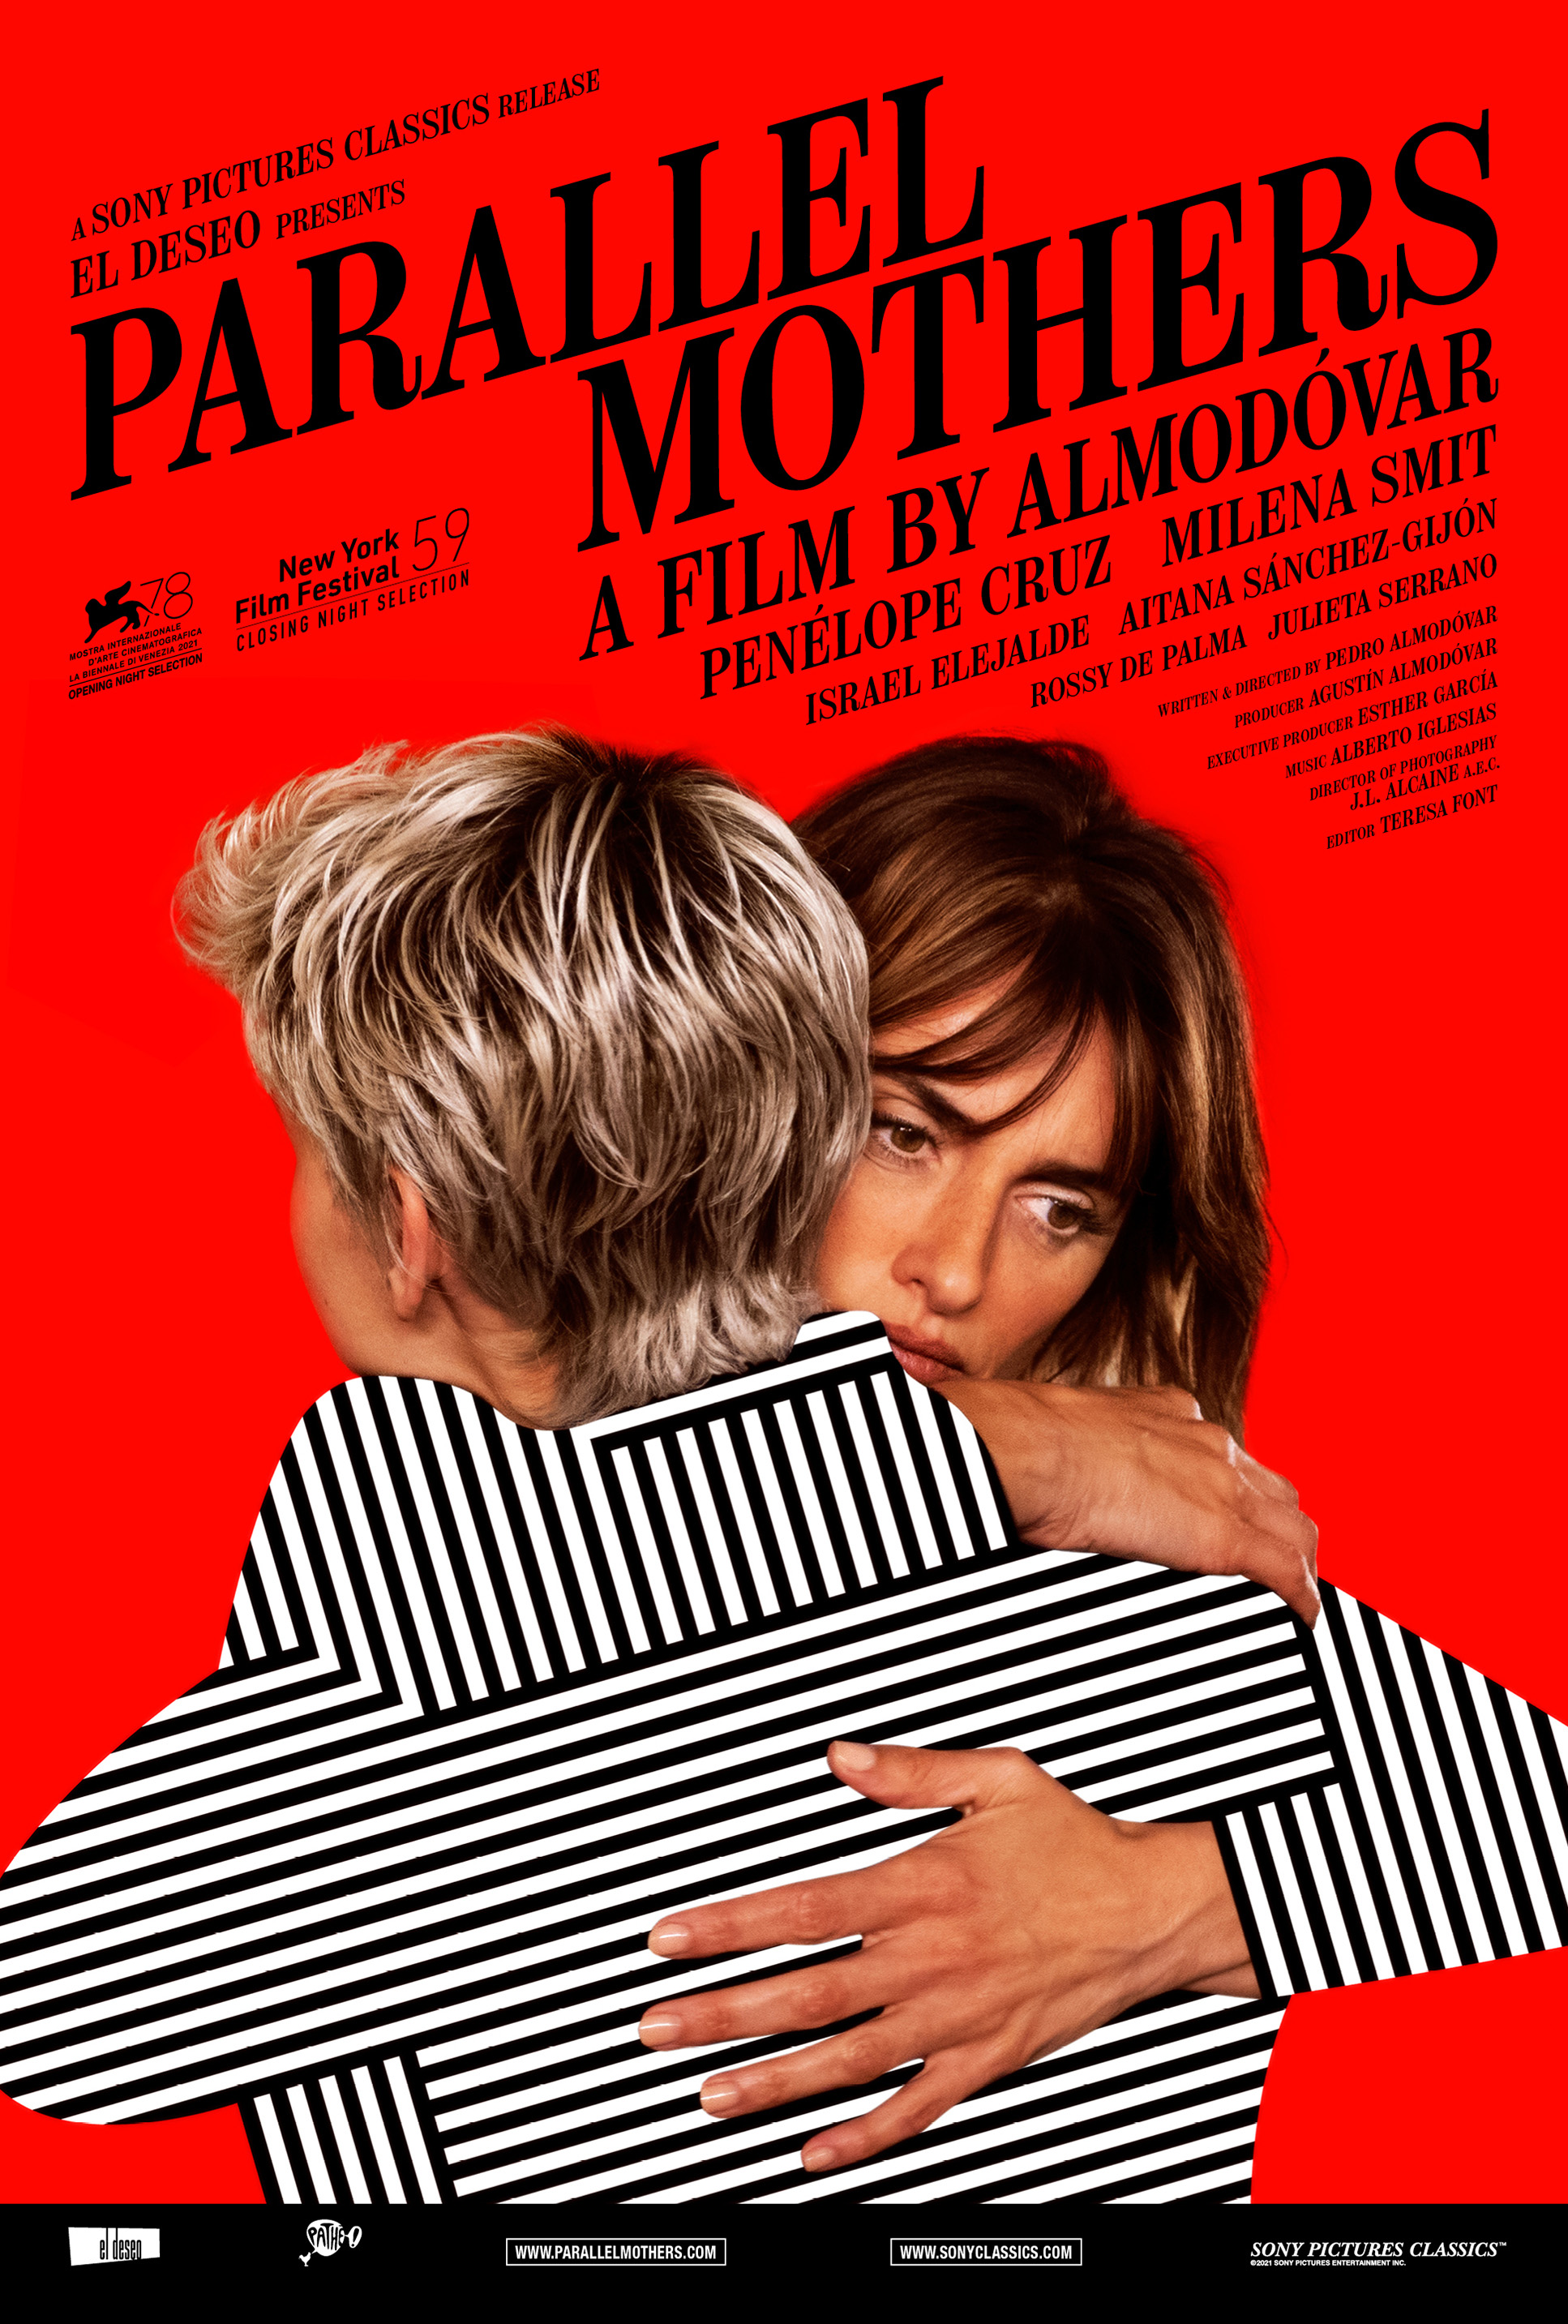 A SONY PICTURES CLASSICS RELEASE
EL DESEO PRESENTS
PARALLEL
MOTHERS
A FILM BY ALMODÓVAR
PENÉLOPE CRUZ MILENA SMIT
ISRAEL ELEJALDE AITANA SÁNCHEZ-GIJÓN
ROSSY DE PALMA JULIETA SERRANO
WRITTEN & DIRECTED BY PEDRO ALMODÓVAR
PRODUCER AGUSTÍN ALMODÓVAR
EXECUTIVE PRODUCER ESTHER GARCÍA
MUSIC ALBERTO IGLESIAS
DIRECTOR OF PHOTOGRAPHY
J.L. ALCAINE A.E.C.
EDITOR TERESA FONT
78
MOSTRA INTERNAZIONALE
D'ARTE CINEMATOGRAFICA
LA BIENNALE DI VENEZIA 2021
OPENING NIGHT SELECTION
New York
Film Festival 59
CLOSING NIGHT SELECTION
el deseo
PATHÉ
WWW.PARALLELMOTHERS.COM
WWW.SONYCLASSICS.COM
SONY PICTURES CLASSICS™
©2021 SONY PICTURES ENTERTAINMENT INC.